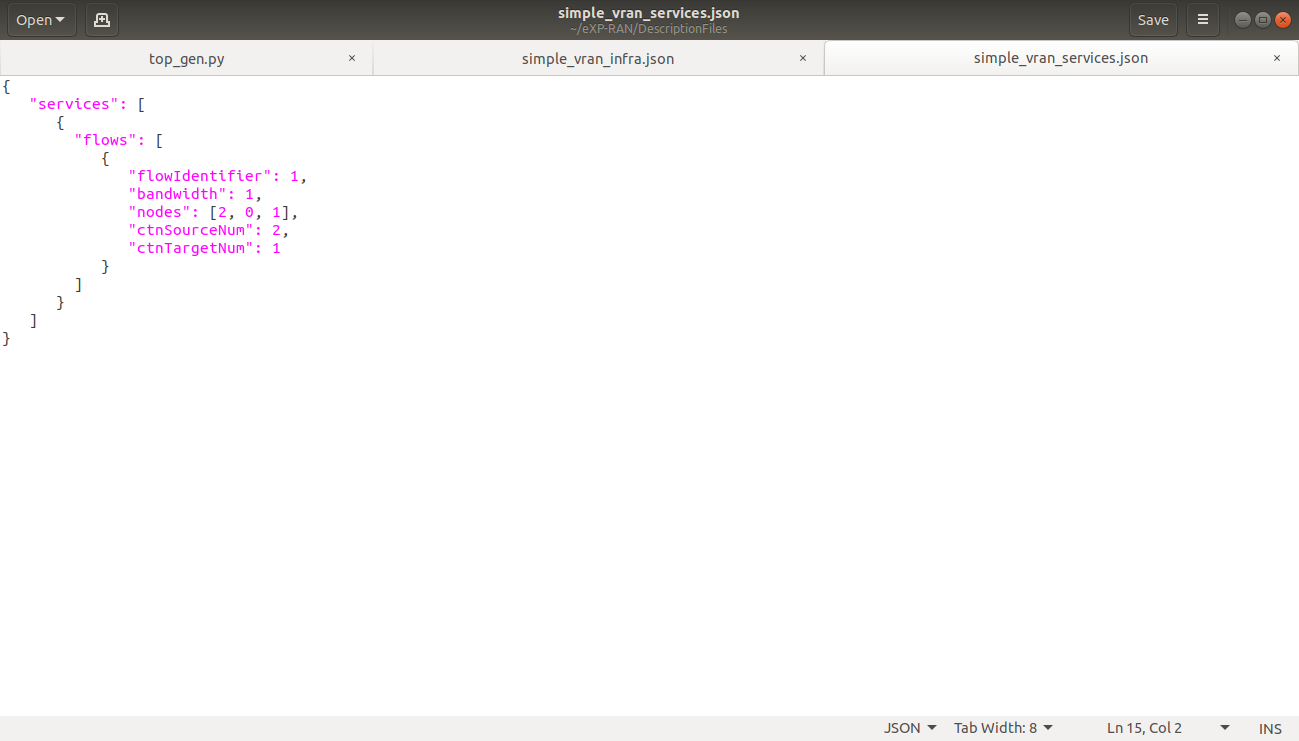 Open
simple_vran_services.json
~/eXP-RAN/DescriptionFiles
Save
top_gen.py
simple_vran_infra.json
simple_vran_services.json
{
   "services": [
      {
        "flows": [
           {
              "flowIdentifier": 1,
              "bandwidth": 1,
              "nodes": [2, 0, 1],
              "ctnSourceNum": 2,
              "ctnTargetNum": 1
           }
        ]
      }
   ]
}
JSON
Tab Width: 8
Ln 15, Col 2
INS